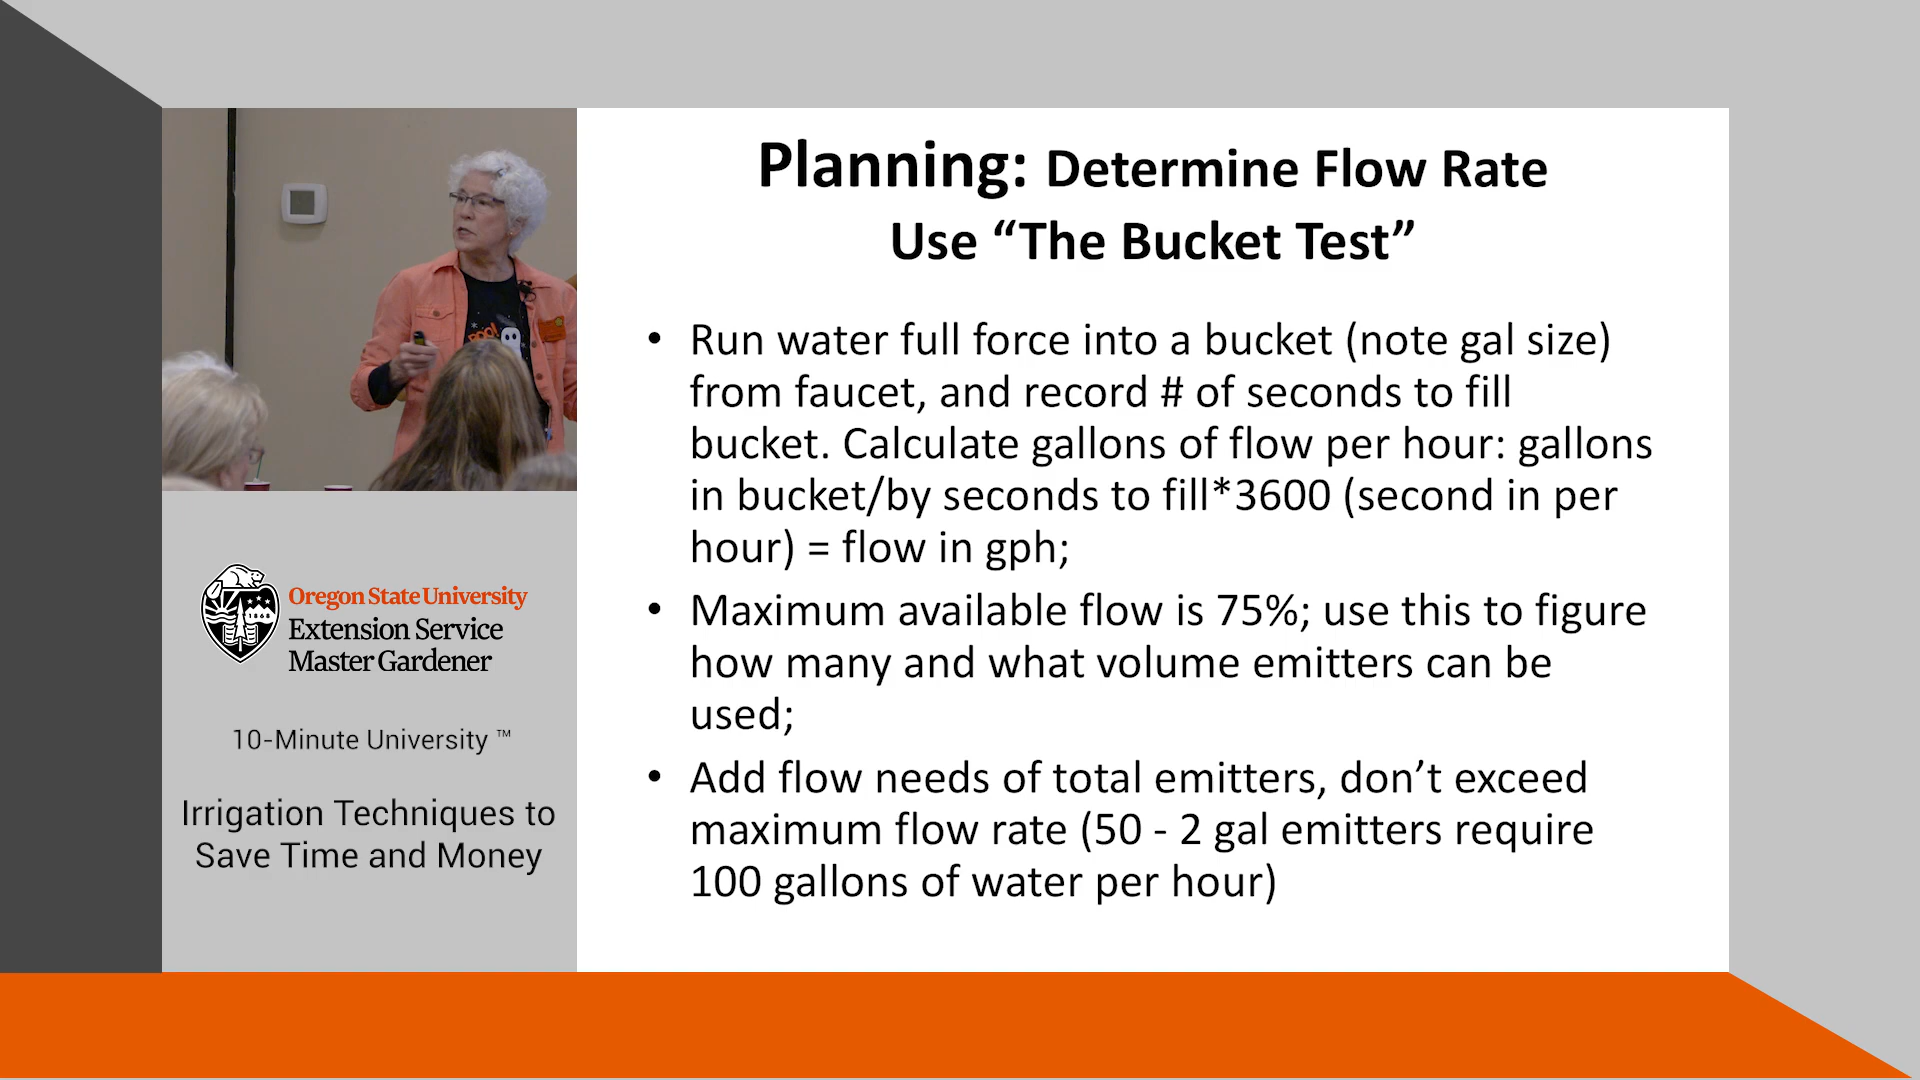 Planning: Determine Flow Rate
Use “The Bucket Test”
• Run water full force into a bucket (note gal size)
from faucet, and record # of seconds to fill
bucket. Calculate gallons of flow per hour: gallons
in bucket/by seconds to fill*3600 (second in per
hour) = flow in gph;
• Maximum available flow is 75%; use this to figure
how many and what volume emitters can be
used;
• Add flow needs of total emitters, don’t exceed
maximum flow rate (50 - 2 gal emitters require
100 gallons of water per hour)
Oregon State University
Extension Service
Master Gardener
10-Minute University ™
Irrigation Techniques to
Save Time and Money